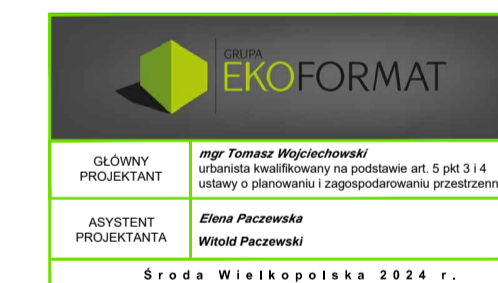 GRUPA
EKOFORMAT
GŁÓWNY
PROJEKTANT
mgr Tomasz Wojciechowski
urbanista kwalifikowany na podstawie art. 5 pkt 3 i 4
ustawy o planowaniu i zagospodarowaniu przestrzenn
ASYSTENT
PROJEKTANTA
Elena Paczewska
Witold Paczewski
Środa Wielkopolska 2024 r.